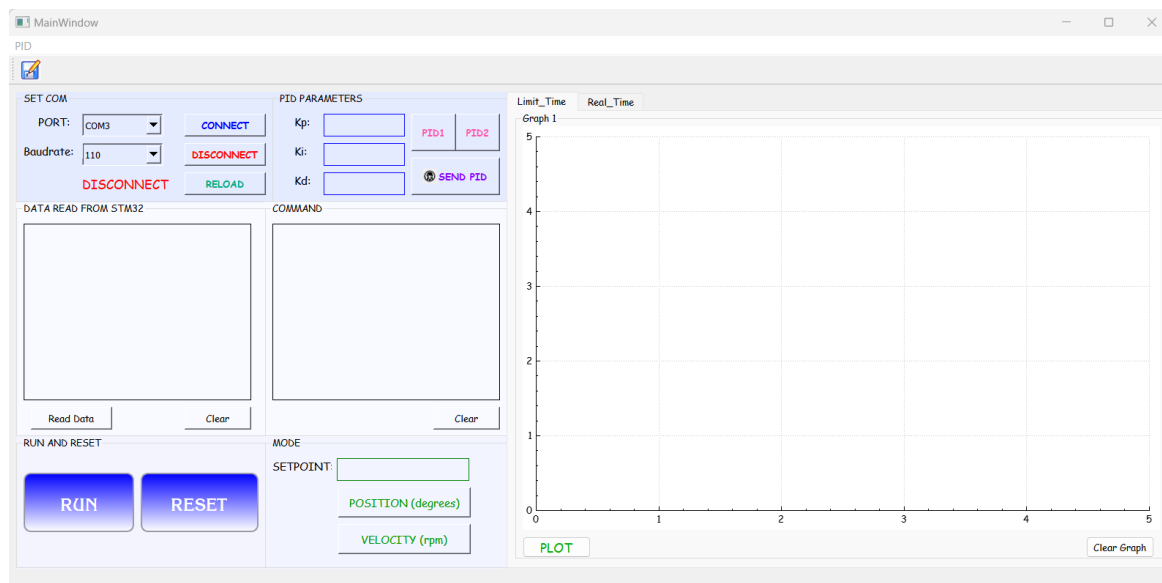 MainWindow
PID
SET COM
PORT: COM3 CONNECT
Baudrate: 110 DISCONNECT
DISCONNECT RELOAD
PID PARAMETERS
Kp:
Ki:
Kd:
PID1 PID2
SEND PID
DATA READ FROM STM32
Read Data Clear
COMMAND
Clear
RUN AND RESET
RUN RESET
MODE
SETPOINT:
POSITION (degrees)
VELOCITY (rpm)
Limit_Time Real_Time
Graph 1
5
4
3
2
1
0
0 1 2 3 4 5
PLOT Clear Graph